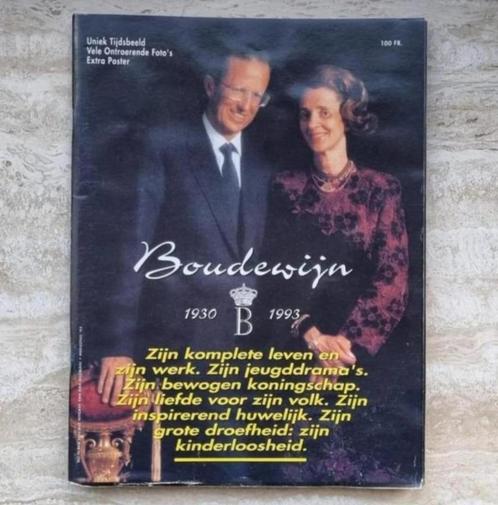 Uniek Tijdsbeeld
Vele Ontroerende Foto's
Extra Poster
100 FR.
Boudewijn
1930 B 1993
Zijn komplete leven en
zijn werk. Zijn jeugddrama's.
Zijn bewogen koningschap.
Zijn liefde voor zijn volk. Zijn
inspirerend huwelijk. Zijn
grote droefheid: zijn
kinderloosheid.